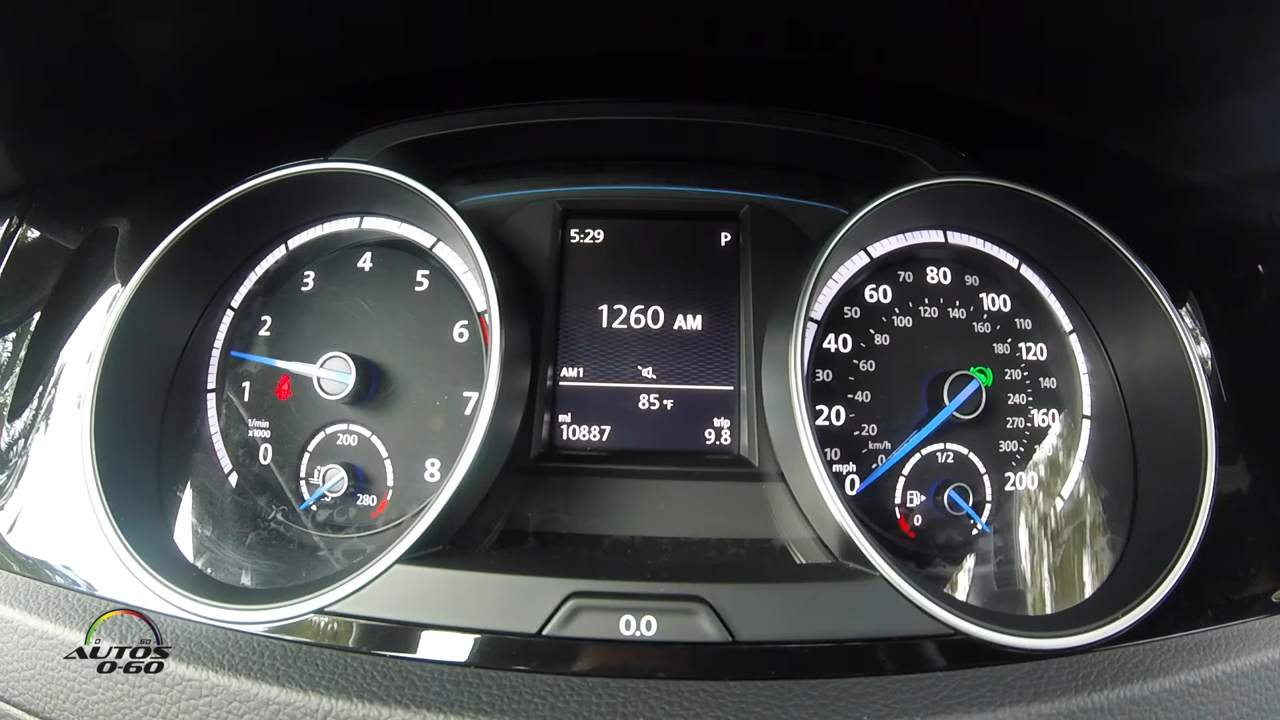 5:29 P
1260 AM
AM1
85 °F
mi trip
10887 9.8
0 1 2 3 4 5 6 7 8
1/min
x1000
200
280
0 20 40 60 80 100 120 160 200
10 30 50 70 90 110 140
mph
km/h
0 20 40 80 100 120 140 160 180 210 240 270 300
1/2
0
0.0
0 60
AUTOS
0-60